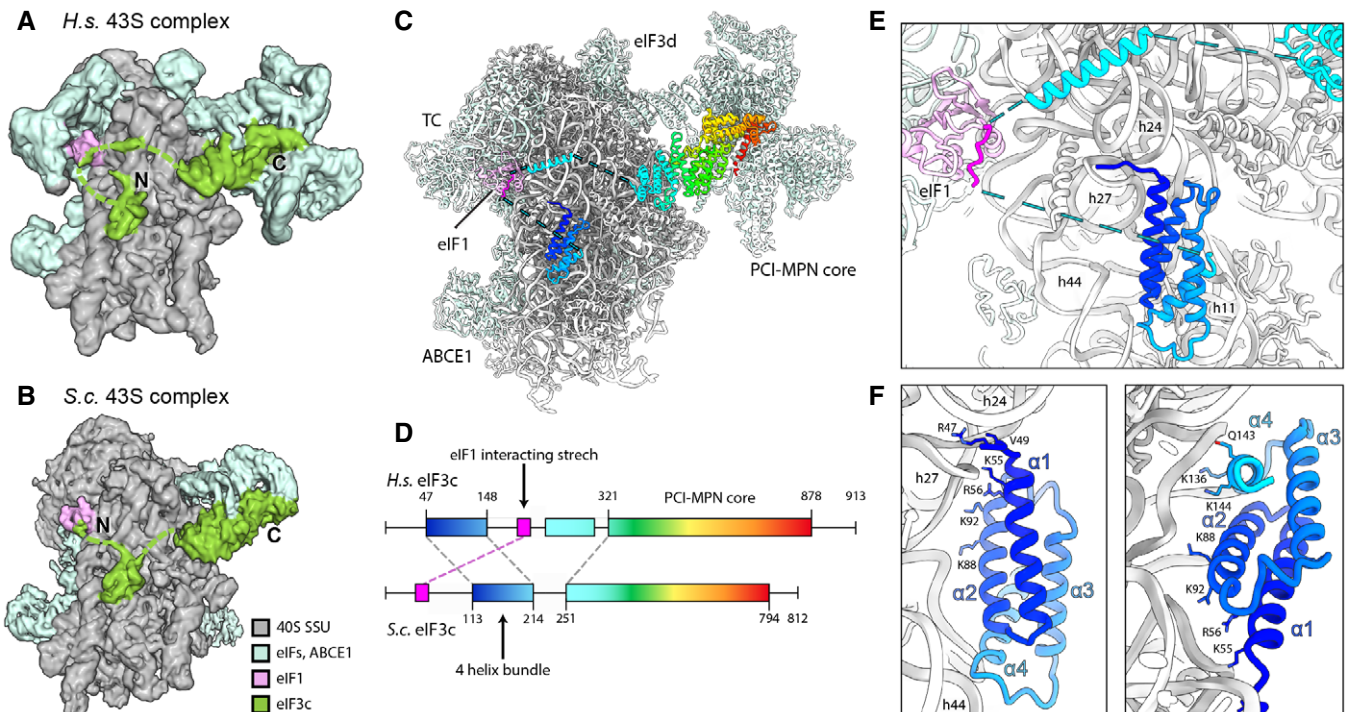 A
H.s. 43S complex
N
C
B
S.c. 43S complex
N
C
40S SSU
eIFs, ABCE1
eIF1
eIF3c
C
eIF3d
TC
eIF1
PCI-MPN core
ABCE1
D
eIF1 interacting strech
H.s. eIF3c
47
148
321
PCI-MPN core
878
913
S.c. eIF3c
113
214
251
794
812
4 helix bundle
E
h24
eIF1
h27
h44
h11
F
h24
R47
V49
K55
α1
R56
h27
K92
K88
α2
α3
α4
h44
α4
α3
Q143
K136
K144
α2
K88
K92
R56
K55
α1